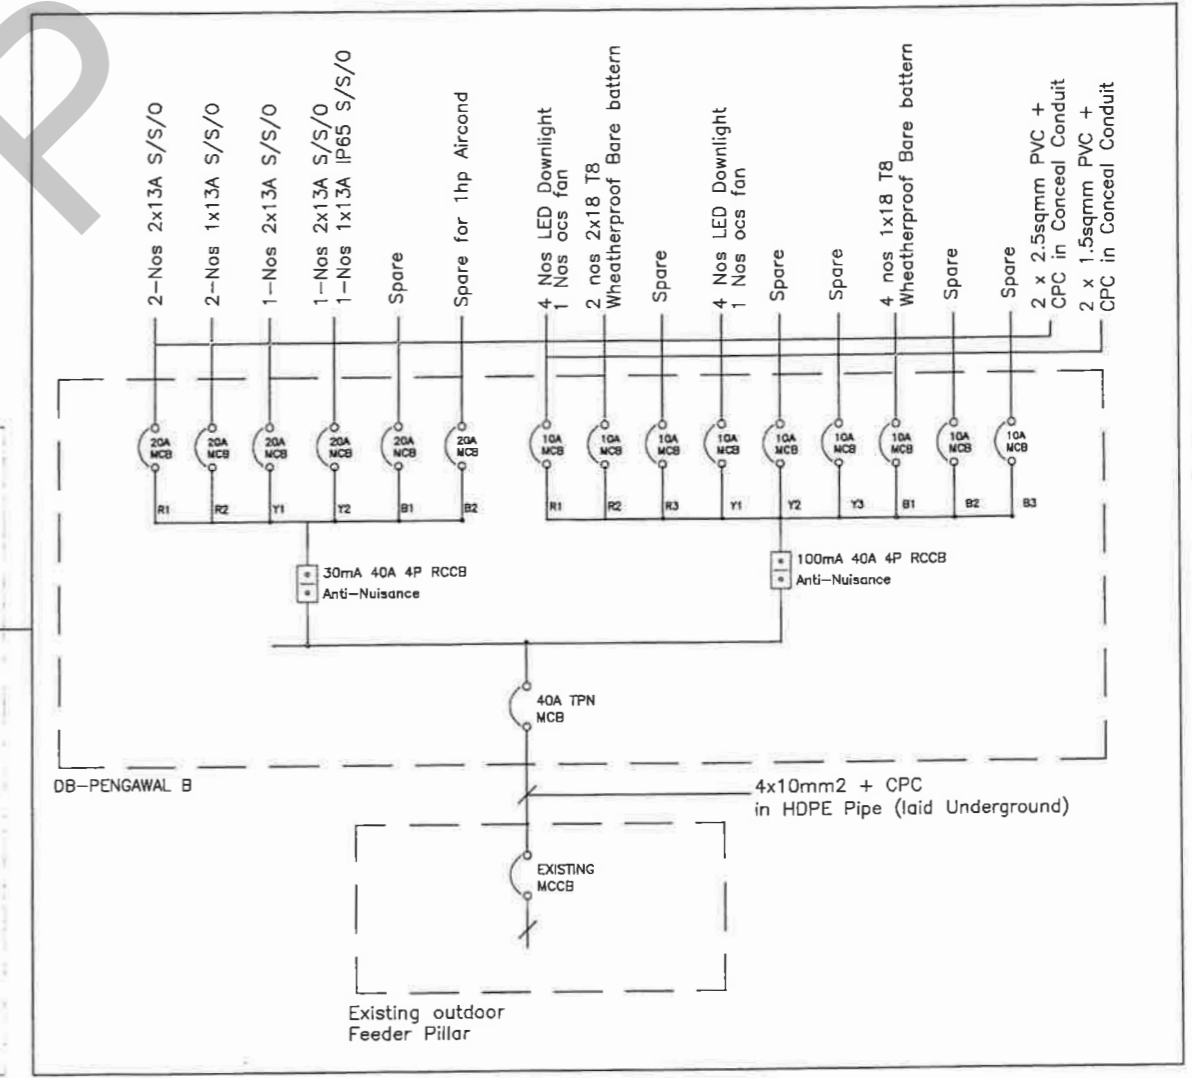 P
2-Nos 2x13A S/S/O
2-Nos 1x13A S/S/O
1-Nos 2x13A S/S/O
1-Nos 2x13A S/S/O
1-Nos 1x13A IP65 S/S/O
Spare
Spare for 1hp Aircond
4 Nos LED Downlight
1 Nos ocs fan
2 nos 2x18 T8
Wheatherproof Bare battern
Spare
4 Nos LED Downlight
1 Nos ocs fan
Spare
Spare
4 nos 1x18 T8
Wheatherproof Bare battern
Spare
Spare
2 x 2.5sqmm PVC +
CPC in Conceal Conduit
2 x 1.5sqmm PVC +
CPC in Conceal Conduit
20A
MCB
20A
MCB
20A
MCB
20A
MCB
20A
MCB
20A
MCB
10A
MCB
10A
MCB
10A
MCB
10A
MCB
10A
MCB
10A
MCB
10A
MCB
10A
MCB
10A
MCB
R1
R2
Y1
Y2
B1
B2
R1
R2
R3
Y1
Y2
Y3
B1
B2
B3
30mA 40A 4P RCCB
Anti-Nuisance
100mA 40A 4P RCCB
Anti-Nuisance
40A TPN
MCB
DB-PENGAWAL B
4x10mm2 + CPC
in HDPE Pipe (laid Underground)
EXISTING
MCCB
Existing outdoor
Feeder Pillar